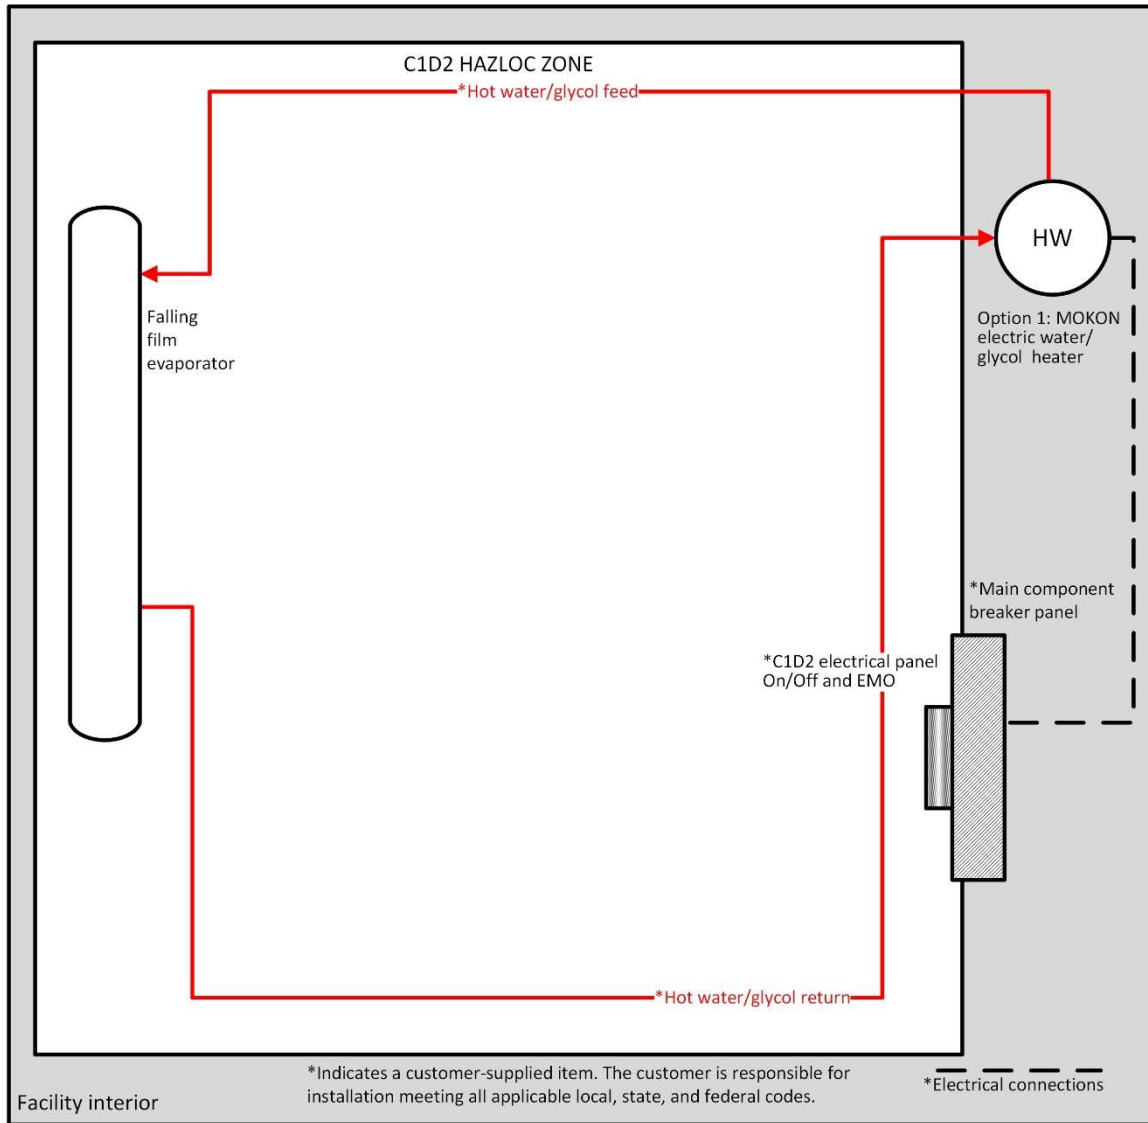 C1D2 HAZLOC ZONE
*Hot water/glycol feed
HW
Option 1: MOKON
electric water/
glycol heater
Falling
film
evaporator
*Main component
breaker panel
*C1D2 electrical panel
On/Off and EMO
*Hot water/glycol return
*Indicates a customer-supplied item. The customer is responsible for
installation meeting all applicable local, state, and federal codes.
*Electrical connections
Facility interior